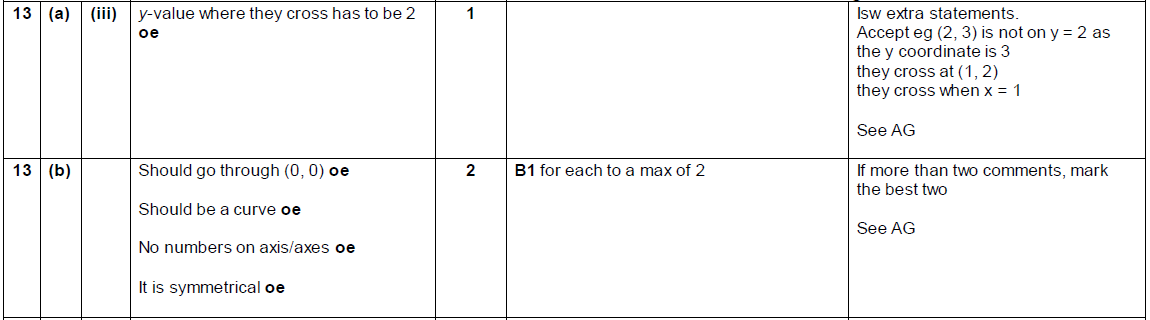 13 (a) (iii) y-value where they cross has to be 2 1 Isw extra statements.
oe Accept eg (2, 3) is not on y = 2 as
the y coordinate is 3
they cross at (1, 2)
they cross when x = 1
See AG
13 (b) Should go through (0, 0) oe 2 B1 for each to a max of 2 If more than two comments, mark
the best two
Should be a curve oe
See AG
No numbers on axis/axes oe
It is symmetrical oe